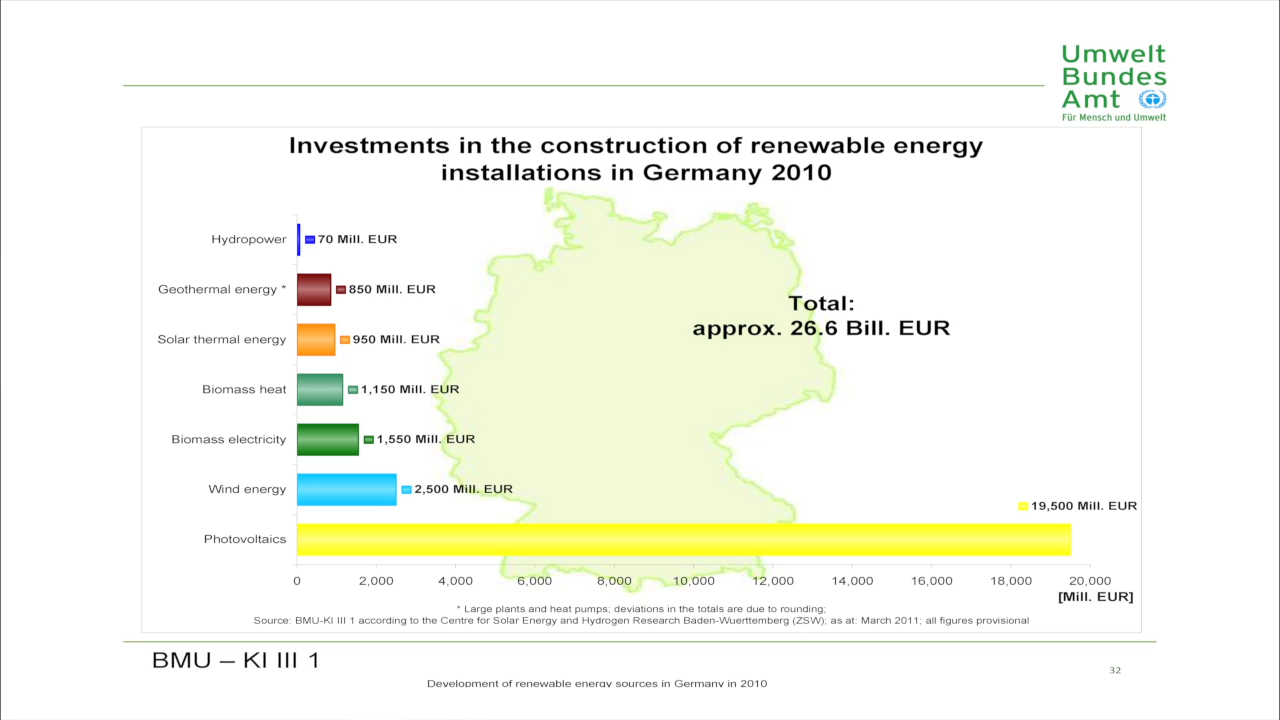 Umwelt
Bundes
Amt
Für Mensch und Umwelt
Investments in the construction of renewable energy
installations in Germany 2010
Hydropower
70 Mill. EUR
Geothermal energy *
850 Mill. EUR
Total:
approx. 26.6 Bill. EUR
Solar thermal energy
950 Mill. EUR
Biomass heat
1,150 Mill. EUR
Biomass electricity
1,550 Mill. EUR
Wind energy
2,500 Mill. EUR
19,500 Mill. EUR
Photovoltaics
0 2,000 4,000 6,000 8,000 10,000 12,000 14,000 16,000 18,000 20,000
[Mill. EUR]
* Large plants and heat pumps; deviations in the totals are due to rounding;
Source: BMU-KI III 1 according to the Centre for Solar Energy and Hydrogen Research Baden-Wuerttemberg (ZSW); as at: March 2011; all figures provisional
BMU – KI III 1
32
Development of renewable energy sources in Germany in 2010